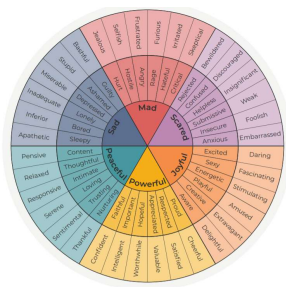 Mad
Scared
Joyful
Powerful
Peaceful
Sad
Hurt
Hostile
Angry
Rage
Hateful
Critical
Rejected
Confused
Helpless
Submissive
Insecure
Anxious
Excited
Sexy
Energetic
Playful
Creative
Aware
Proud
Respected
Appreciated
Hopeful
Important
Faithful
Nurturing
Trusting
Loving
Intimate
Thoughtful
Content
Sleepy
Bored
Lonely
Depressed
Ashamed
Guilty
Jealous
Selfish
Frustrated
Furious
Irritated
Skeptical
Bewildered
Discouraged
Insignificant
Weak
Foolish
Embarrassed
Daring
Fascinating
Stimulating
Amused
Extravagant
Delightful
Cheerful
Satisfied
Valuable
Worthwhile
Intelligent
Confident
Thankful
Sentimental
Serene
Responsive
Relaxed
Pensive
Apathetic
Inferior
Inadequate
Miserable
Stupid
Bashful